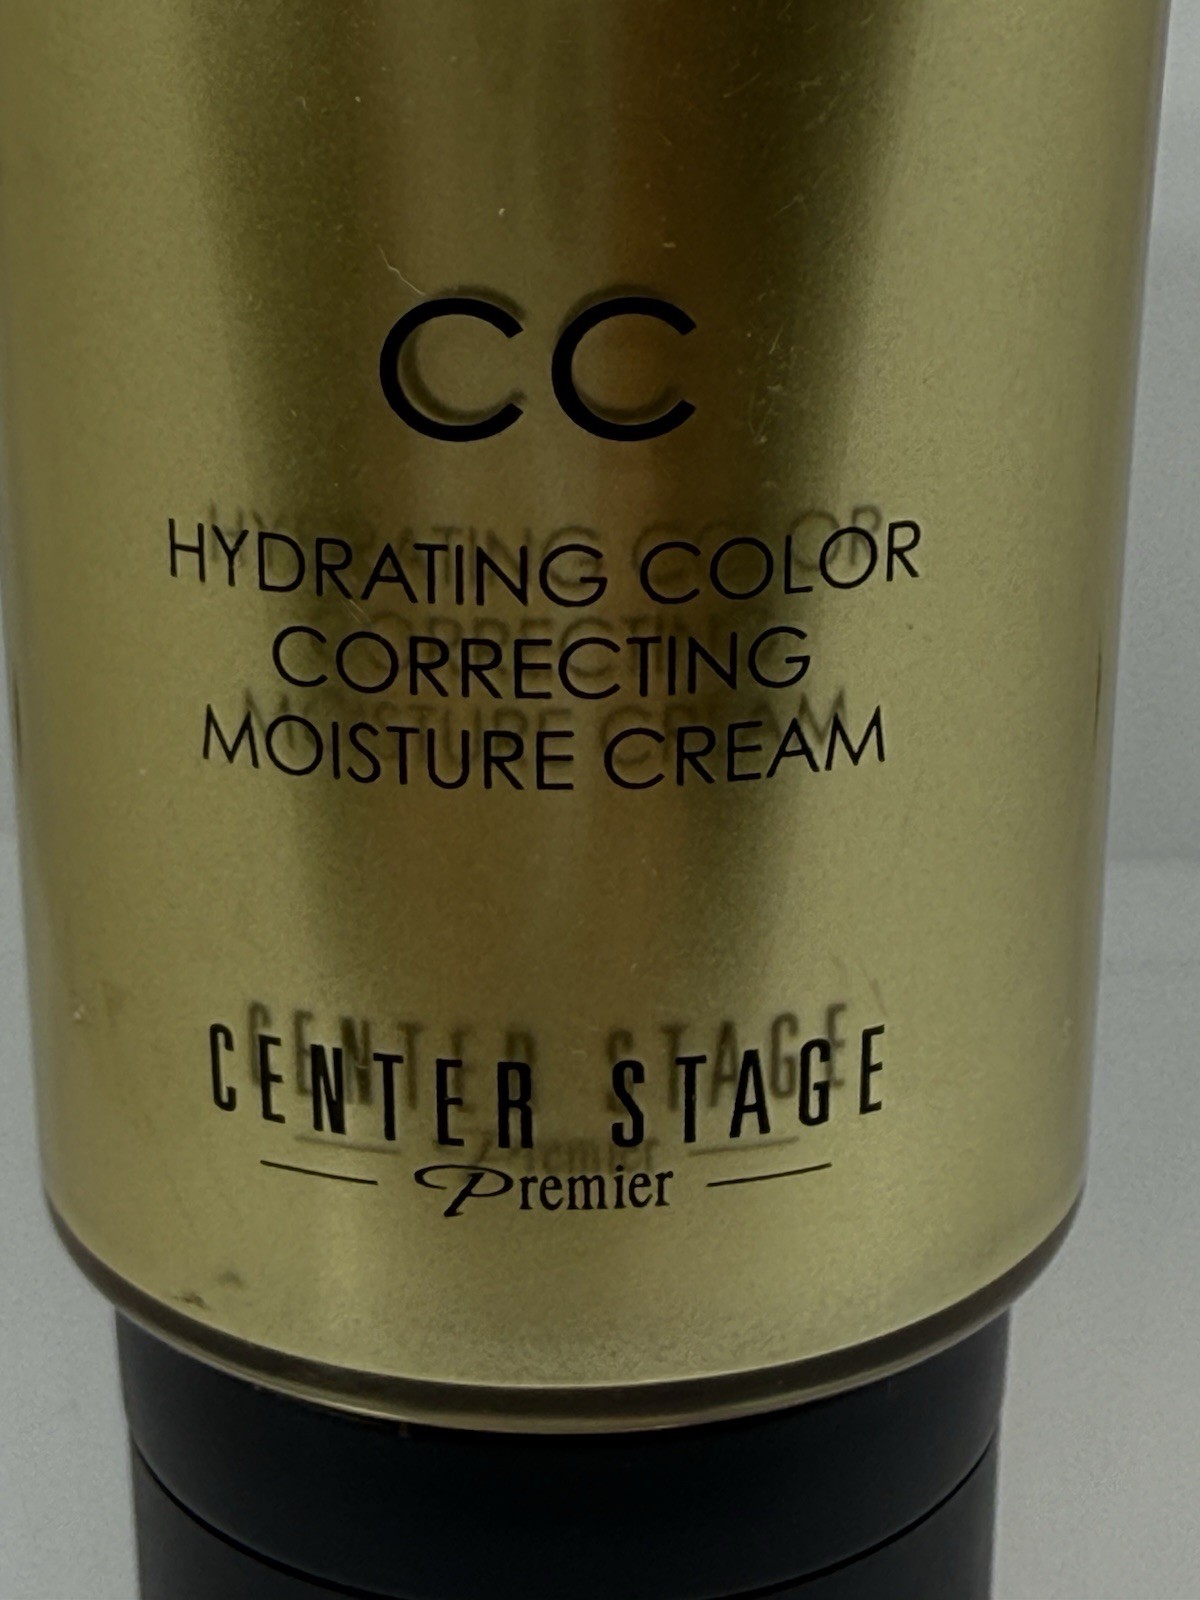 CC
HYDRATING COLOR
CORRECTING
MOISTURE CREAM
CENTER STAGE
Premier